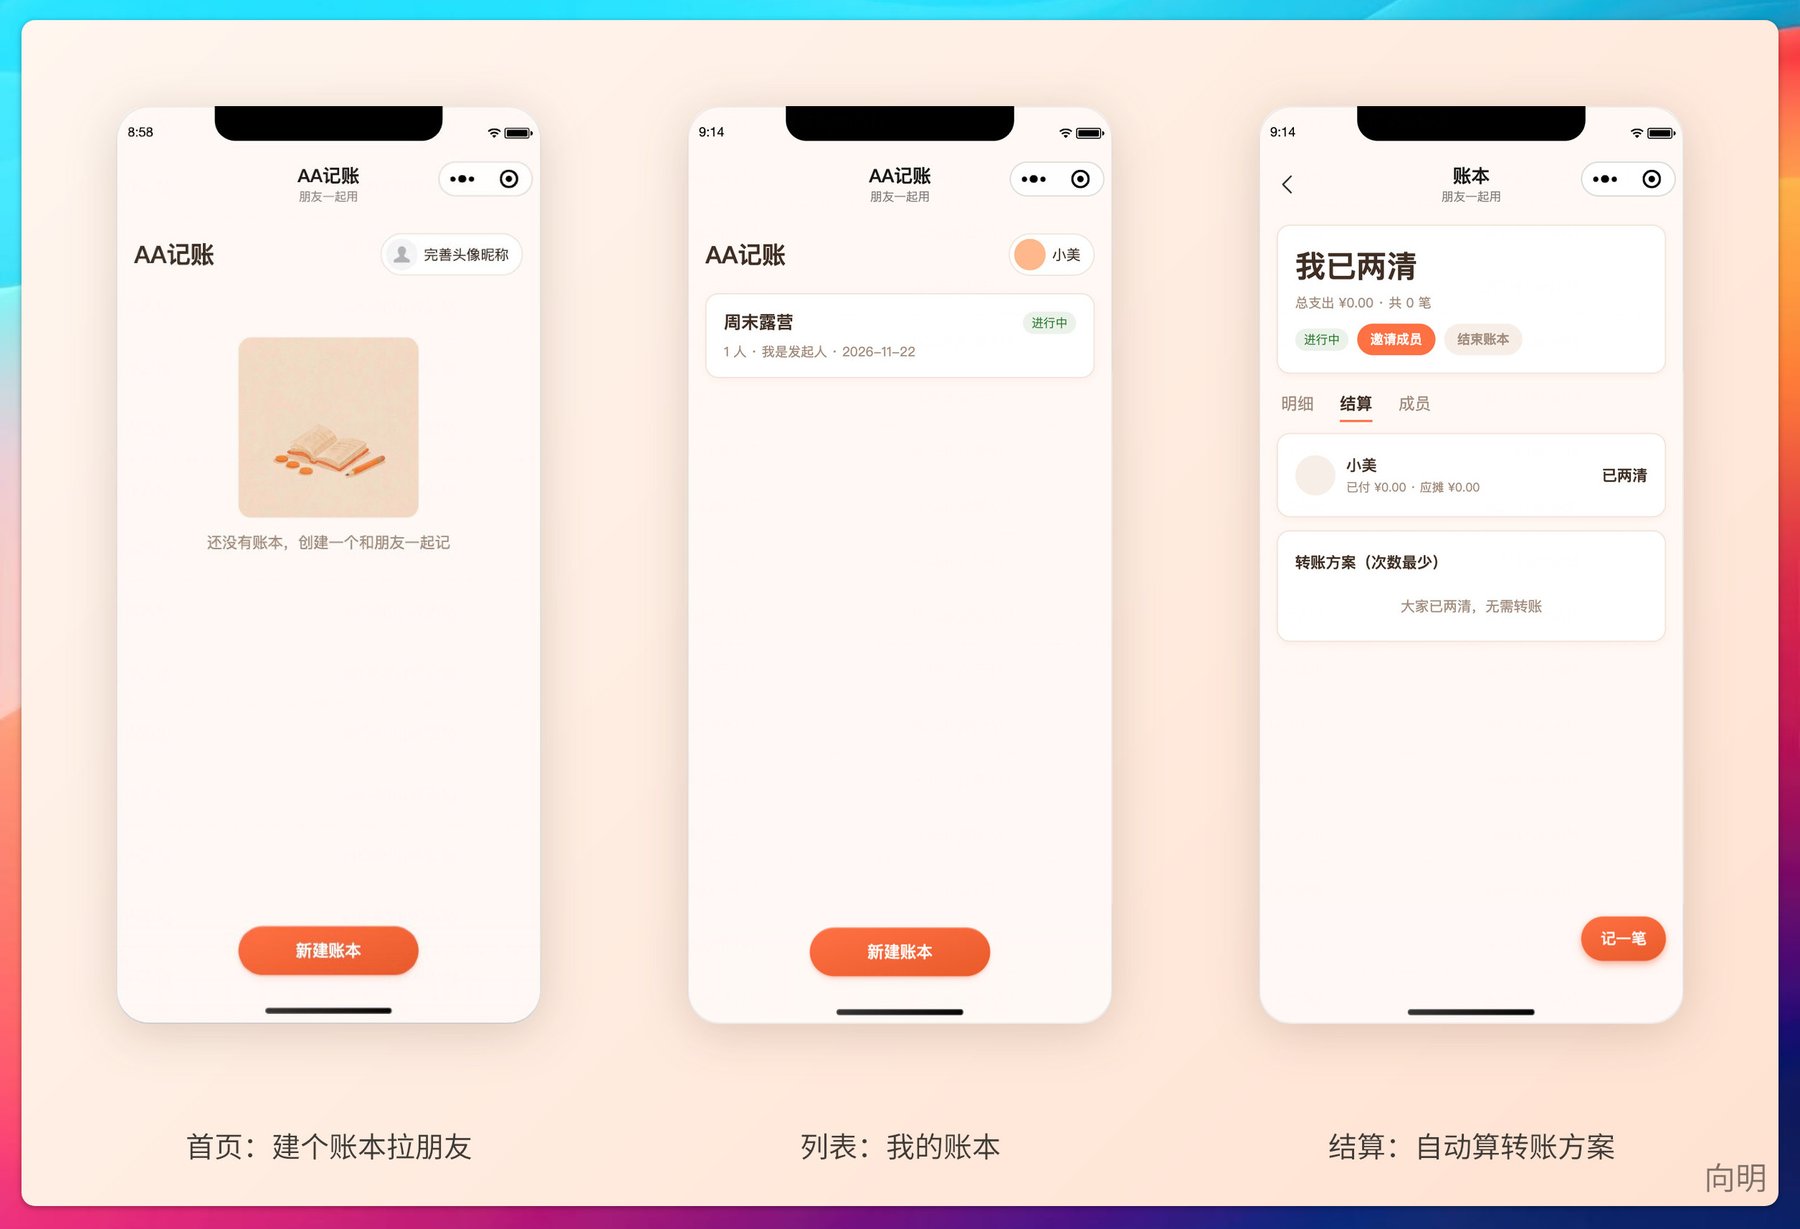 8:58
AA记账
朋友一起用
AA记账
完善头像昵称
还没有账本，创建一个和朋友一起记
新建账本
首页：建个账本拉朋友
9:14
AA记账
朋友一起用
AA记账
小美
周末露营
进行中
1 人 · 我是发起人 · 2026-11-22
新建账本
列表：我的账本
9:14
账本
朋友一起用
我已两清
总支出 ¥0.00 · 共 0 笔
进行中 邀请成员 结束账本
明细 结算 成员
小美
已付 ¥0.00 · 应摊 ¥0.00
已两清
转账方案（次数最少）
大家已两清，无需转账
记一笔
结算：自动算转账方案
向明